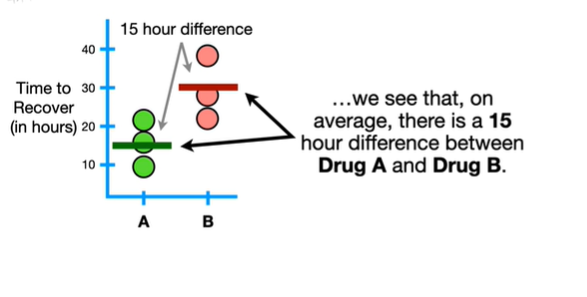 15 hour difference
40
Time to
Recover
(in hours)
30
20
10
A
B
...we see that, on
average, there is a 15
hour difference between
Drug A and Drug B.